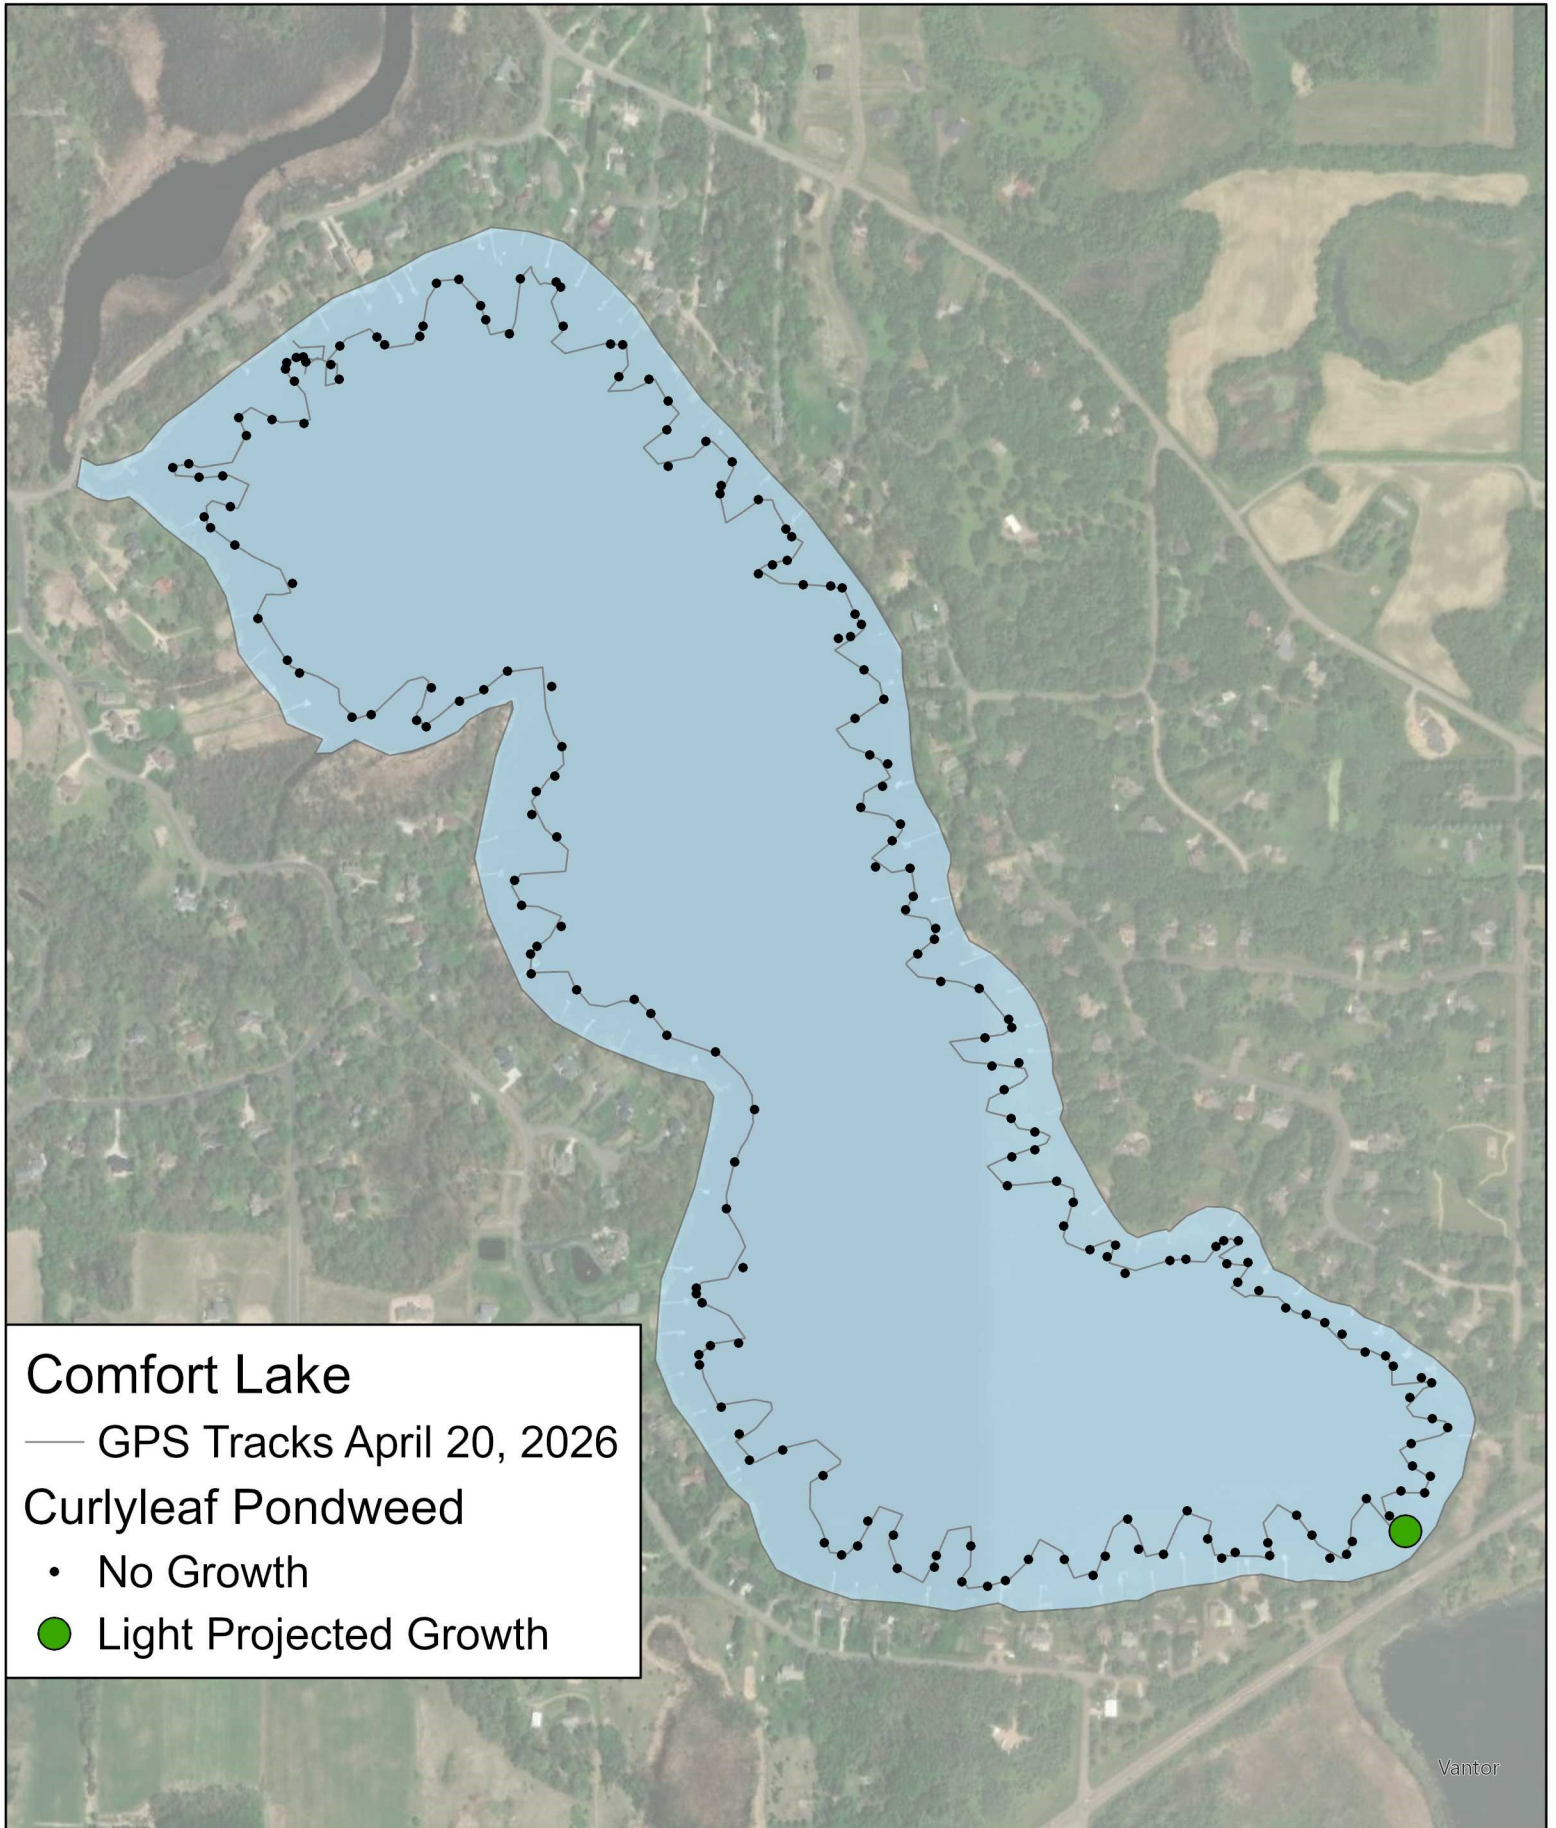 Comfort Lake
GPS Tracks April 20, 2026
Curlyleaf Pondweed
No Growth
Light Projected Growth
Vantor